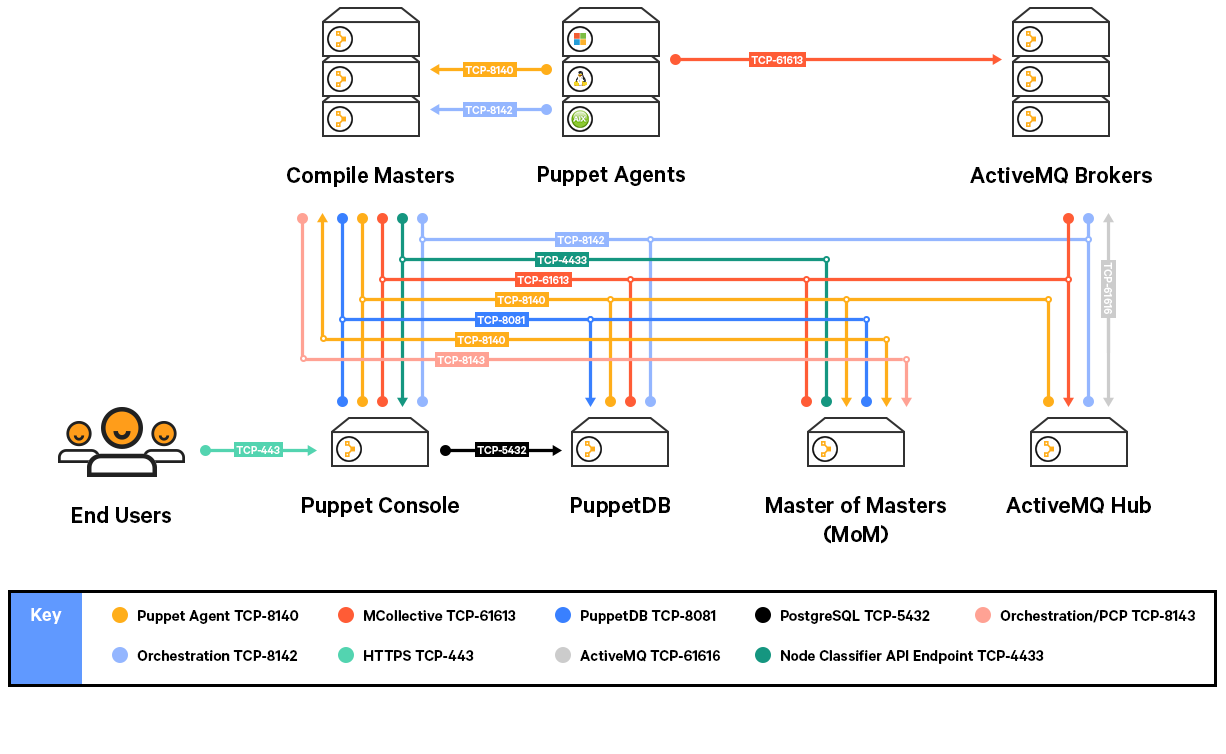 TCP-8140
TCP-61613
TCP-8142
AIX
Compile Masters
Puppet Agents
ActiveMQ Brokers
TCP-8142
TCP-4433
TCP-61613
TCP-61616
TCP-8140
TCP-8081
TCP-8140
TCP-8143
TCP-443
TCP-5432
End Users
Puppet Console
PuppetDB
Master of Masters
(MoM)
ActiveMQ Hub
Key
Puppet Agent TCP-8140
MCollective TCP-61613
PuppetDB TCP-8081
PostgreSQL TCP-5432
Orchestration/PCP TCP-8143
Orchestration TCP-8142
HTTPS TCP-443
ActiveMQ TCP-61616
Node Classifier API Endpoint TCP-4433